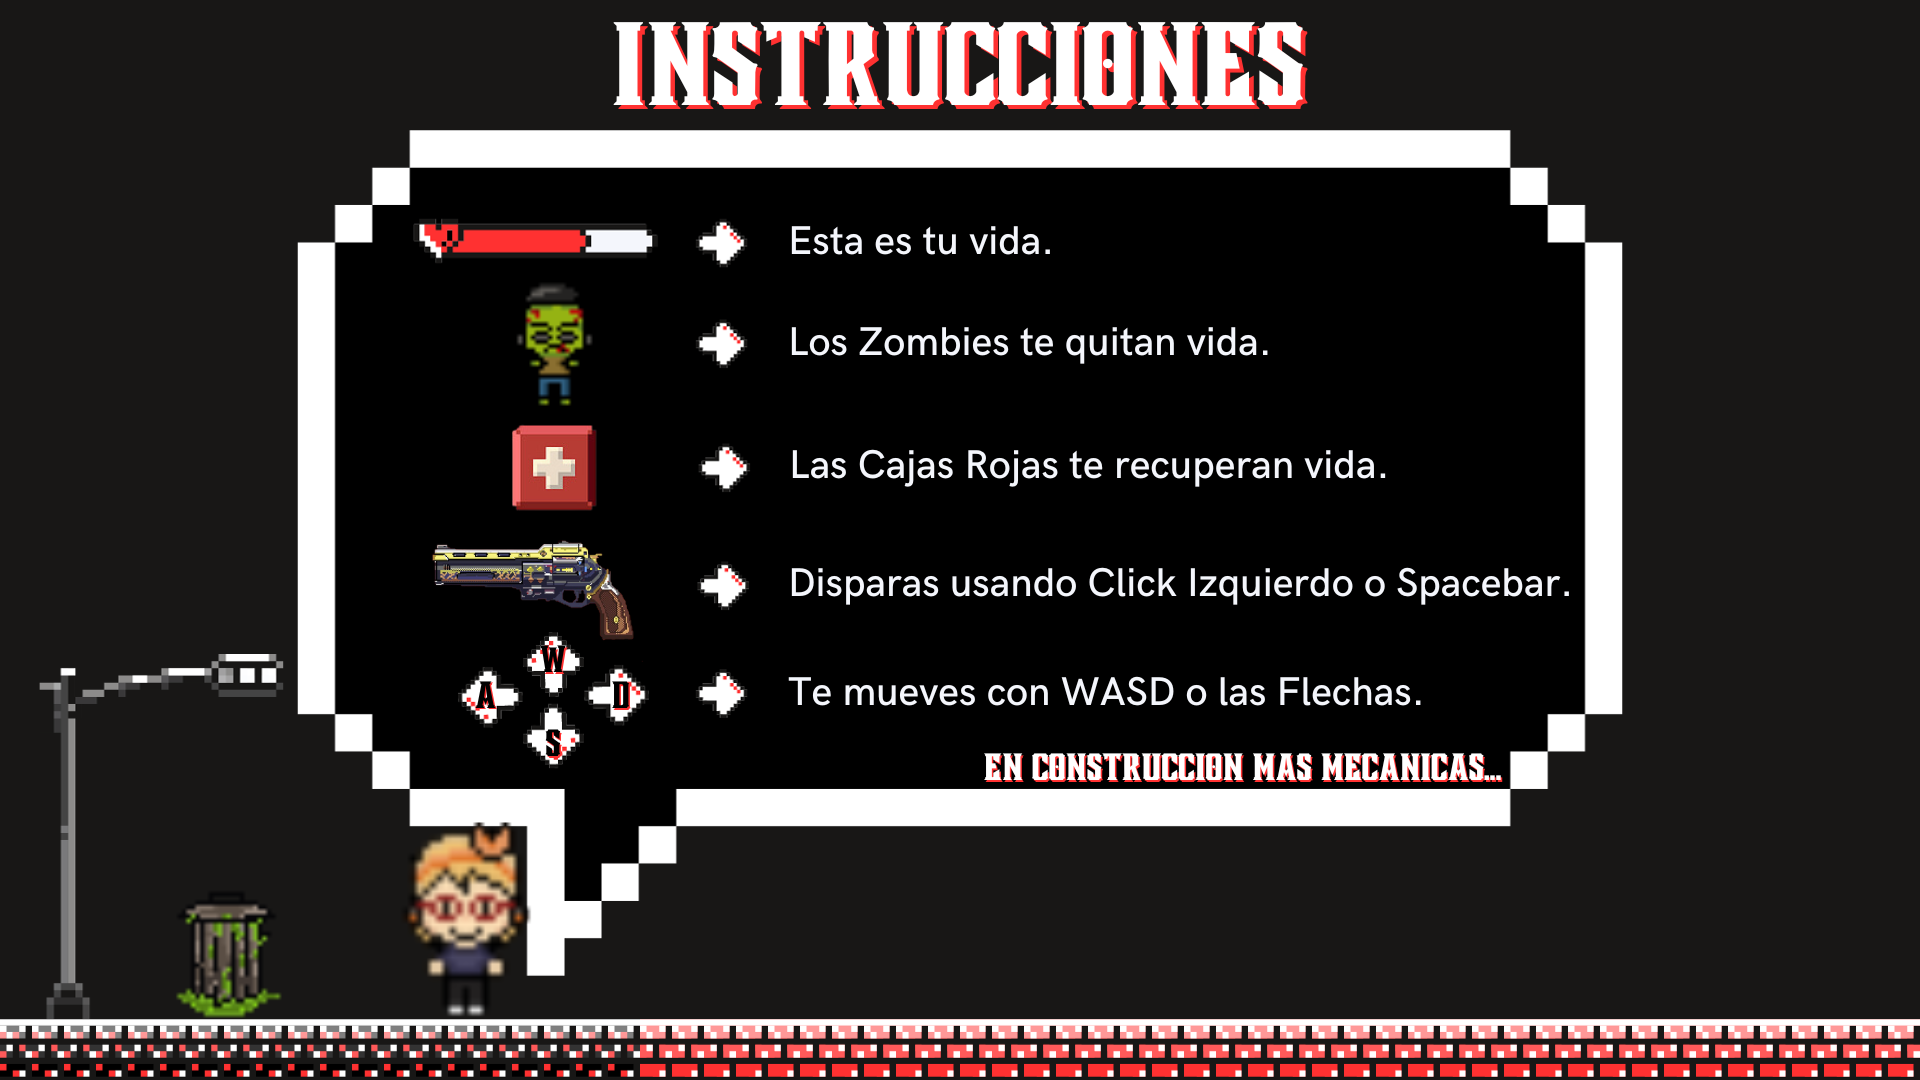 INSTRUCCIONES
Esta es tu vida.
Los Zombies te quitan vida.
Las Cajas Rojas te recuperan vida.
Disparas usando Click Izquierdo o Spacebar.
W
A
D
S
Te mueves con WASD o las Flechas.
EN CONSTRUCCION MAS MECANICAS...